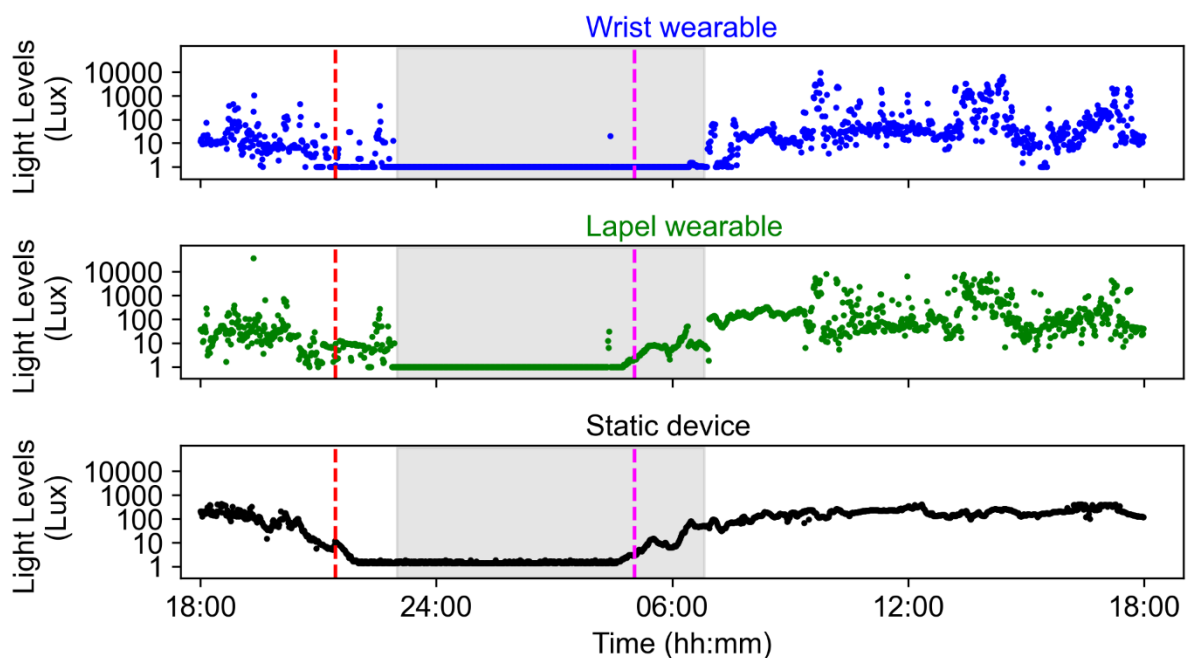 Wrist wearable
Light Levels
(Lux)
10000
1000
100
10
1
Lapel wearable
Light Levels
(Lux)
10000
1000
100
10
1
Static device
Light Levels
(Lux)
10000
1000
100
10
1
18:00 24:00 06:00 12:00 18:00
Time (hh:mm)